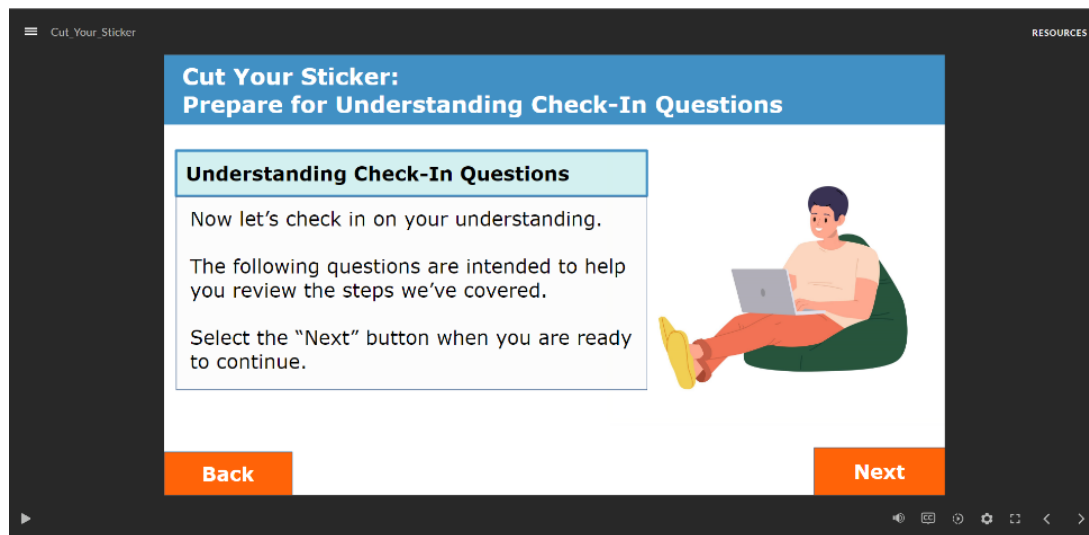 Cut_Your_Sticker
RESOURCES
Cut Your Sticker:
Prepare for Understanding Check-In Questions
Understanding Check-In Questions
Now let’s check in on your understanding.
The following questions are intended to help
you review the steps we’ve covered.
Select the “Next” button when you are ready
to continue.
Back
Next
CC